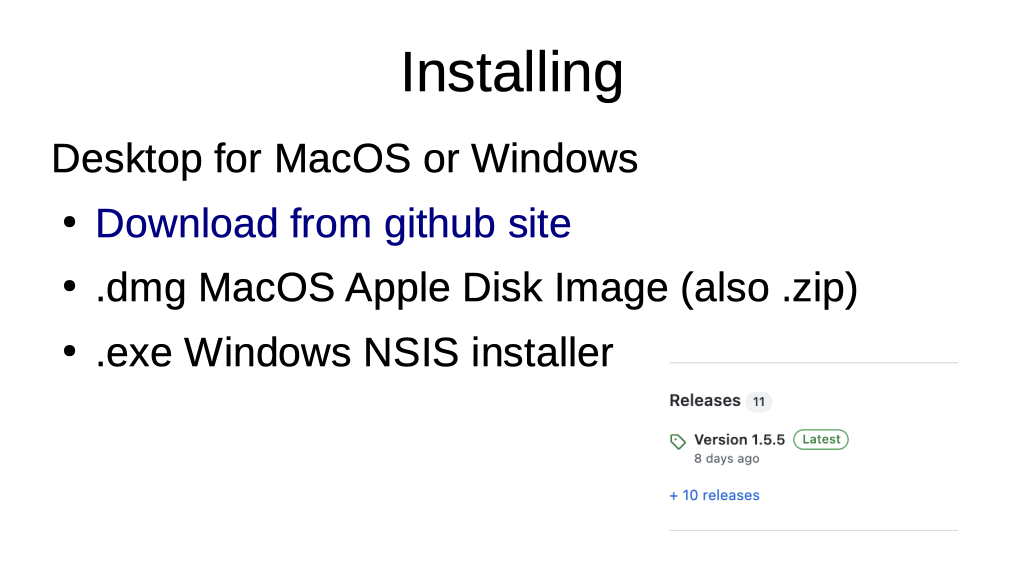 Installing
Desktop for MacOS or Windows
• Download from github site
• .dmg MacOS Apple Disk Image (also .zip)
• .exe Windows NSIS installer
Releases 11
Version 1.5.5 Latest
8 days ago
+ 10 releases